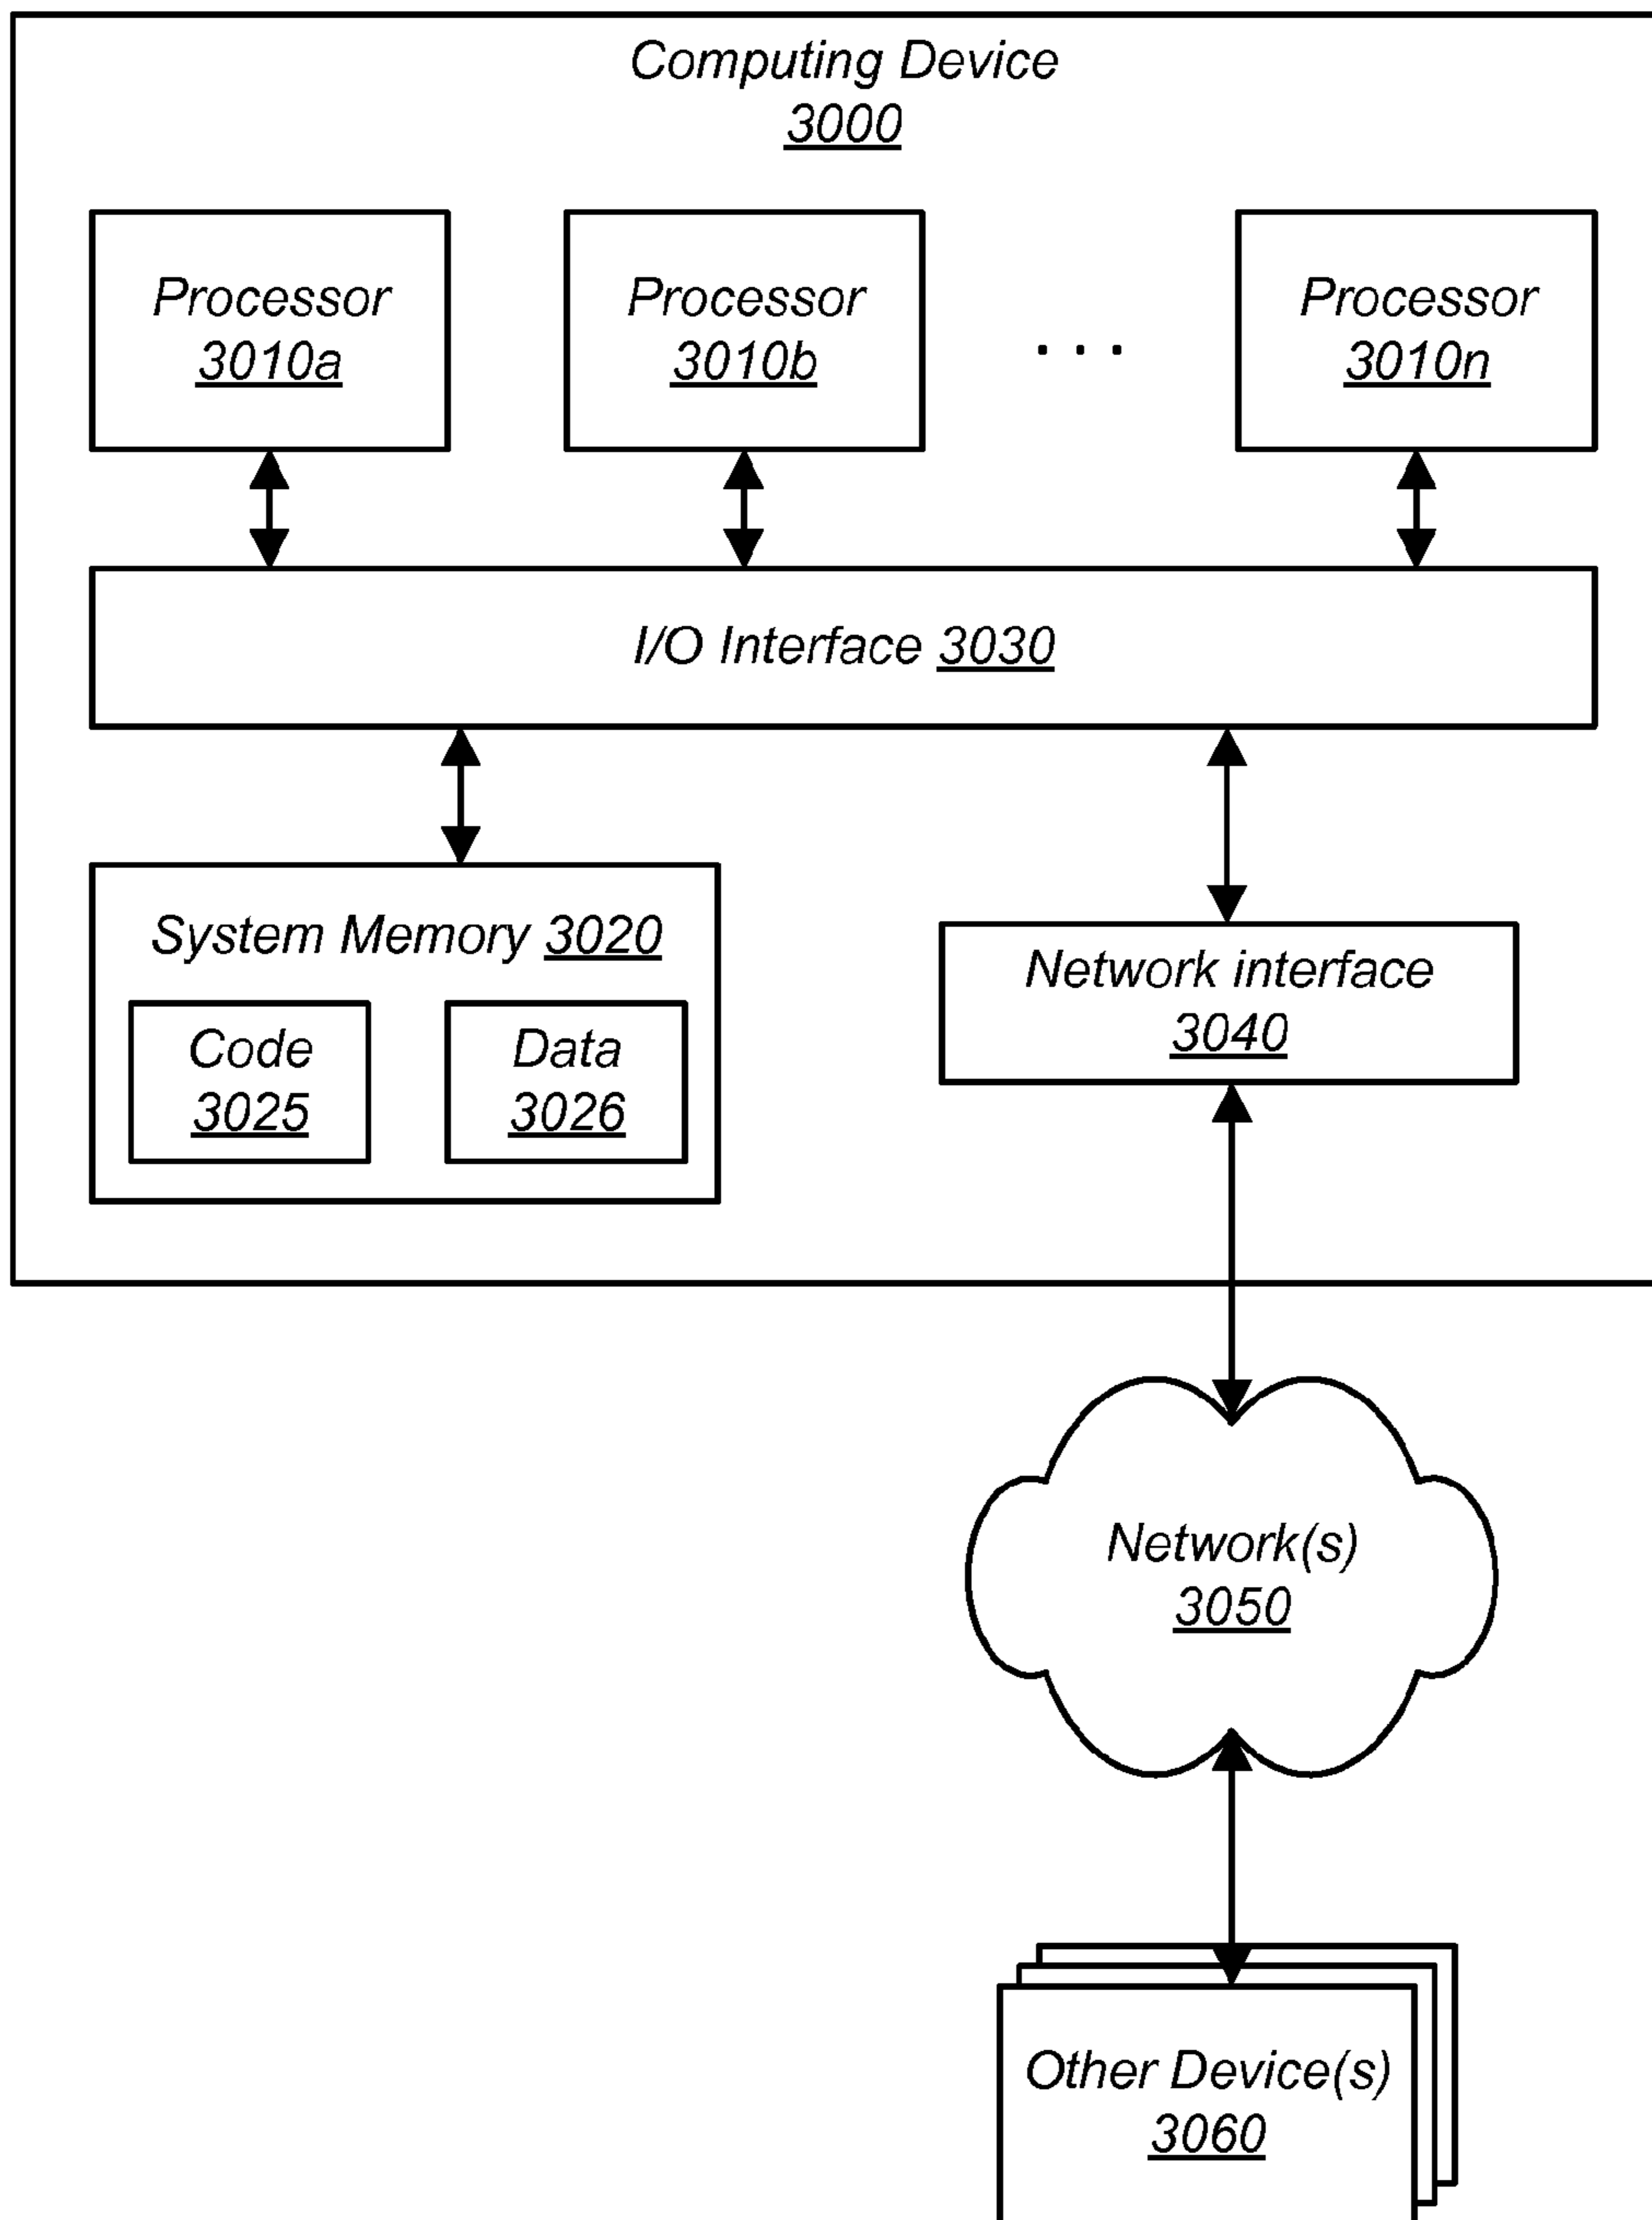 Computing Device
3000
Processor
3010a
Processor
3010b
. . .
Processor
3010n
I/O Interface 3030
System Memory 3020
Code
3025
Data
3026
Network interface
3040
Network(s)
3050
Other Device(s)
3060